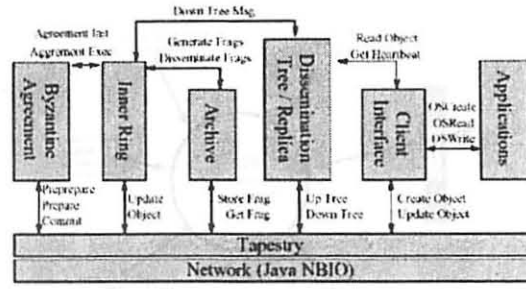 Down Tree Msg
Generate Frags
Disseminate Frags
Read Object
Get Heartbeat
Agreement
Exec
Byzantine
Agreement
Inner Ring
Archive
Dissemination
Tree / Replica
Client
Interface
Applications
OSCreate
OSRead
OSWrite
Preprepare
Prepare
Commit
Update
Object
Store Frag
Get Frag
Up Tree
Down Tree
Create Object
Update Object
Tapestry
Network (Java NBIO)